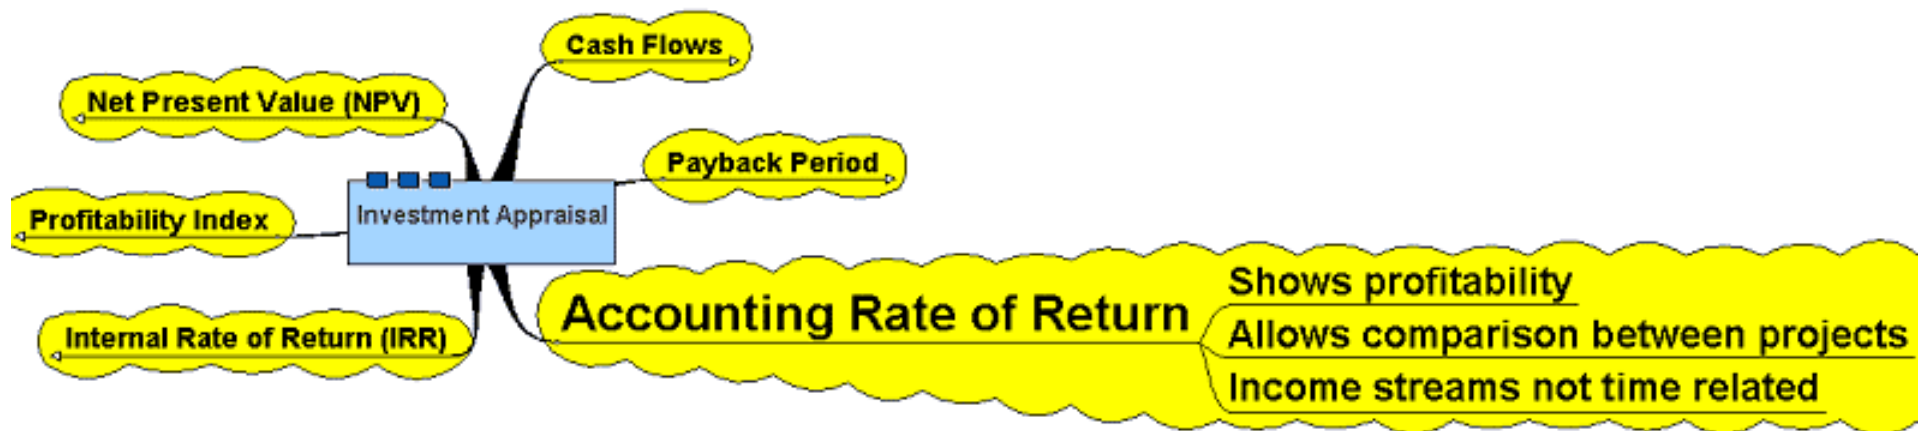 Cash Flows
Net Present Value (NPV)
Payback Period
Investment Appraisal
Profitability Index
Accounting Rate of Return
Shows profitability
Allows comparison between projects
Income streams not time related
Internal Rate of Return (IRR)